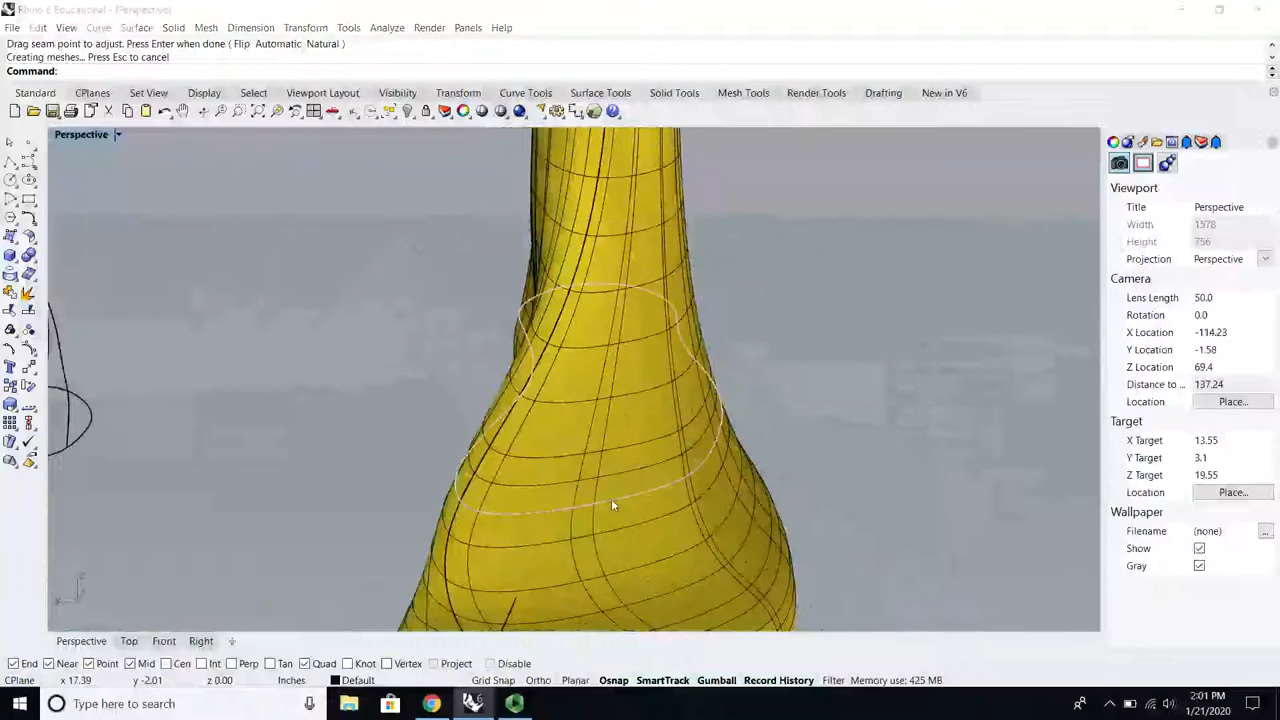 Rhino 6 Educational - [Perspective]
File Edit View Curve Surface Solid Mesh Dimension Transform Tools Analyze Render Panels Help
Drag seam point to adjust. Press Enter when done ( Flip Automatic Natural )
Creating meshes... Press Esc to cancel
Command:
Standard CPlanes Set View Display Select Viewport Layout Visibility Transform Curve Tools Surface Tools Solid Tools Mesh Tools Render Tools Drafting New in V6
Perspective
Viewport
Title Perspective
Width 1578
Height 756
Projection Perspective
Camera
Lens Length 50.0
Rotation 0.0
X Location -114.23
Y Location -1.58
Z Location 69.4
Distance to ... 137.24
Location Place...
Target
X Target 13.55
Y Target 3.1
Z Target 19.55
Location Place...
Wallpaper
Filename (none) ...
Show
Gray
Perspective Top Front Right
End Near Point Mid Cen Int Perp Tan Quad Knot Vertex Project Disable
CPlane x 17.39 y -2.01 z 0.00 Inches Default Grid Snap Ortho Planar Osnap SmartTrack Gumball Record History Filter Memory use: 425 MB
Type here to search
2:01 PM
1/21/2020